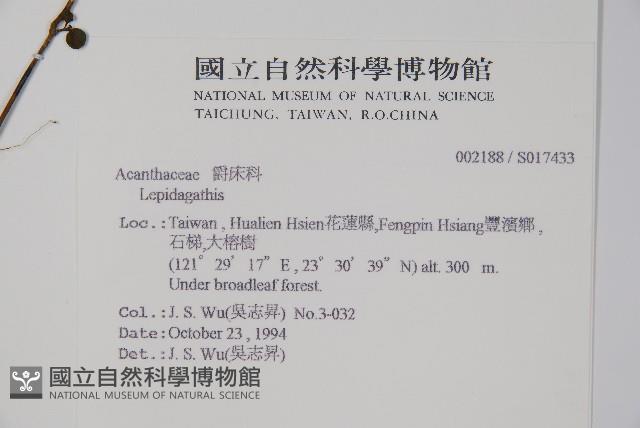 國立自然科學博物館
NATIONAL MUSEUM OF NATURAL SCIENCE
TAICHUNG, TAIWAN, R.O.CHINA
002188 / S017433
Acanthaceae 爵床科
Lepidagathis
Loc.:Taiwan , Hualien Hsien花蓮縣,Fengpin Hsiang豐濱鄉 ,
石梯,大榕樹
(121° 29' 17" E , 23° 30' 39" N) alt. 300 m.
Under broadleaf forest.
Col.: J. S. Wu(吳志昇) No.3-032
Date:October 23 , 1994
Det.: J. S. Wu(吳志昇)
國立自然科學博物館
NATIONAL MUSEUM OF NATURAL SCIENCE